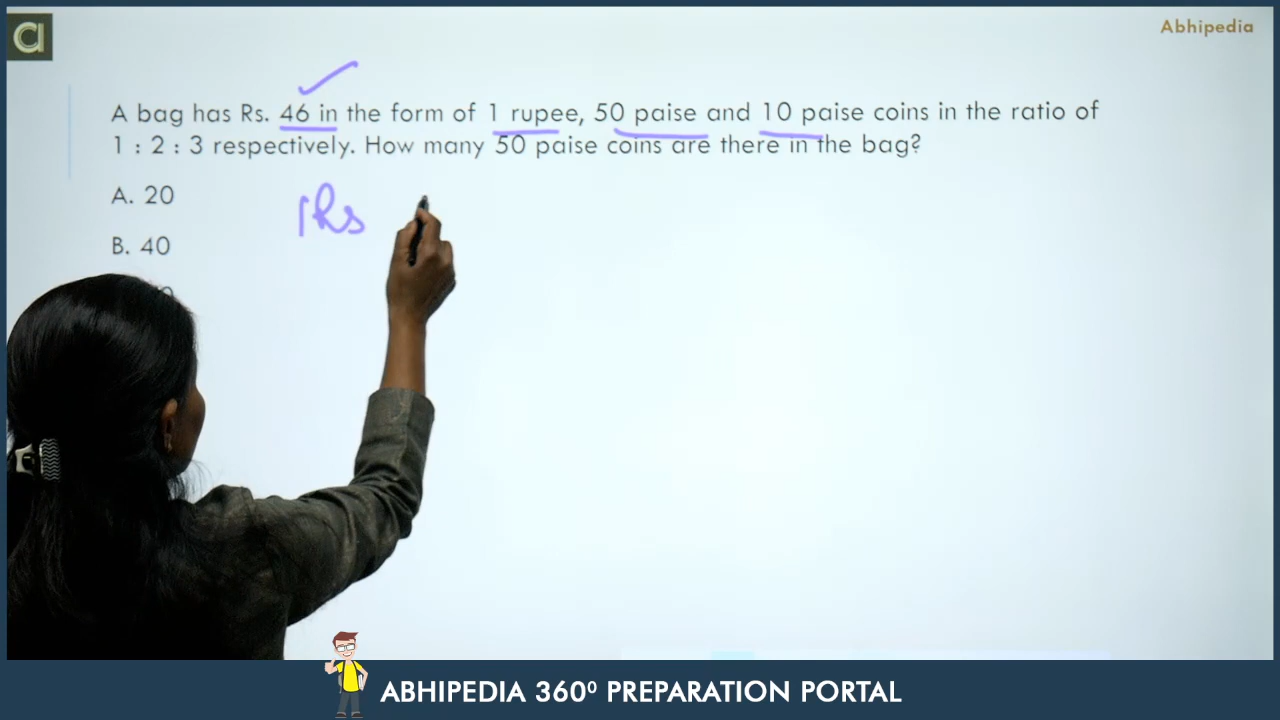 Abhipedia
A bag has Rs. 46 in the form of 1 rupee, 50 paise and 10 paise coins in the ratio of
1 : 2 : 3 respectively. How many 50 paise coins are there in the bag?
A. 20
1Rs
B. 40
ABHIPEDIA 360⁰ PREPARATION PORTAL